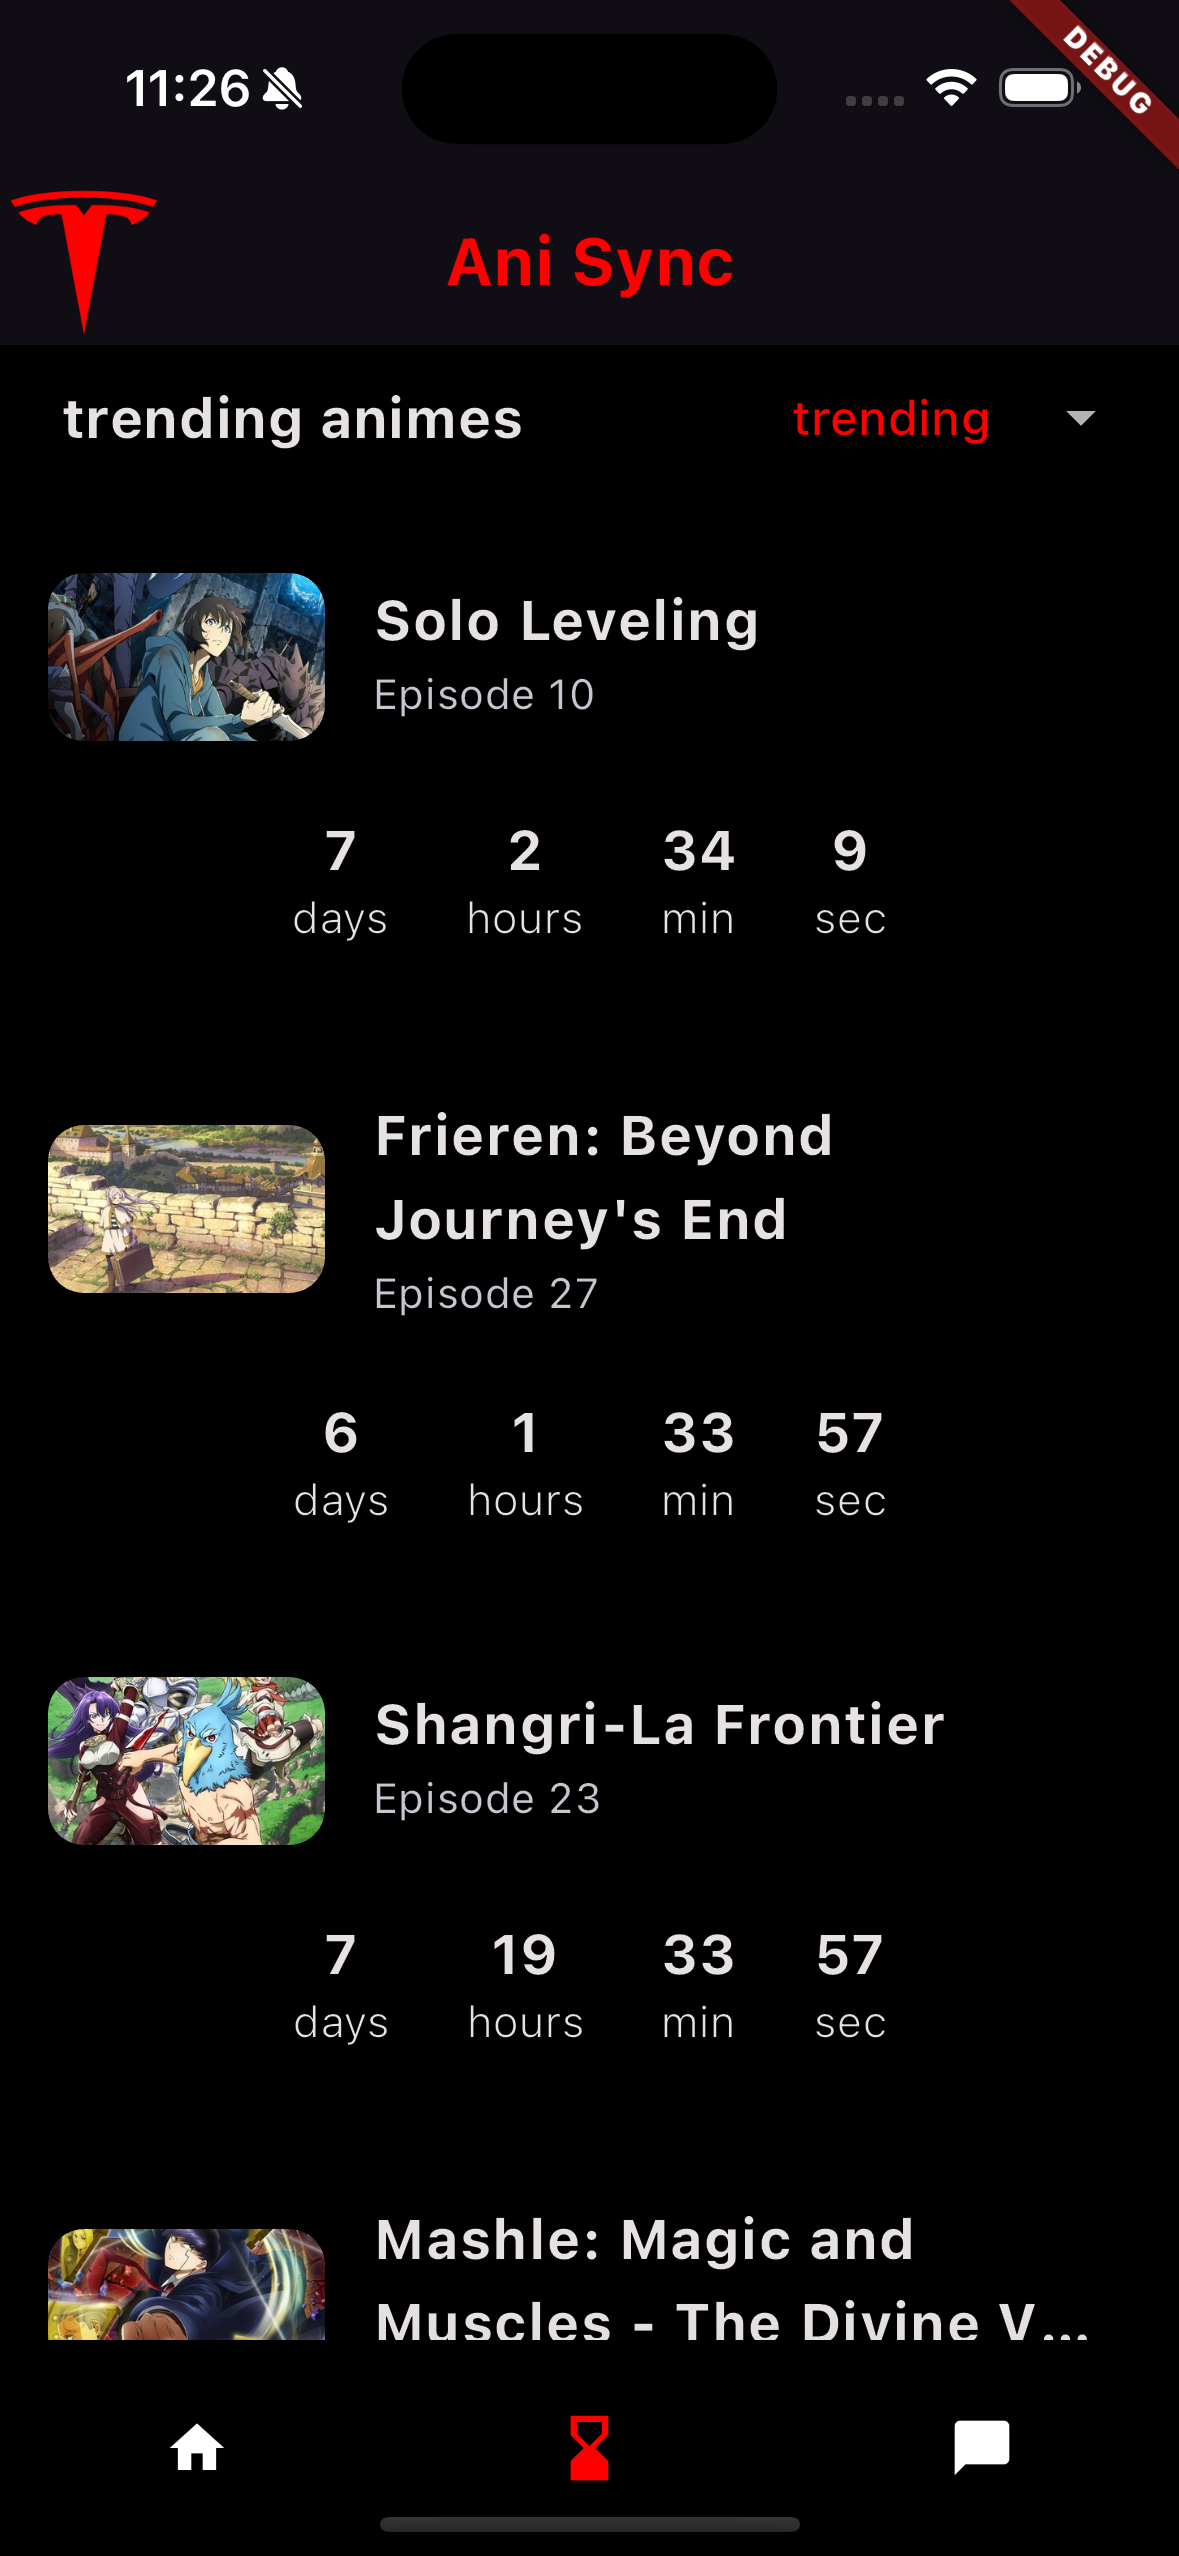 11:26
DEBUG
Ani Sync
trending animes
trending
Solo Leveling
Episode 10
7 2 34 9
days hours min sec
Frieren: Beyond
Journey's End
Episode 27
6 1 33 57
days hours min sec
Shangri-La Frontier
Episode 23
7 19 33 57
days hours min sec
Mashle: Magic and
Muscles - The Divine V...